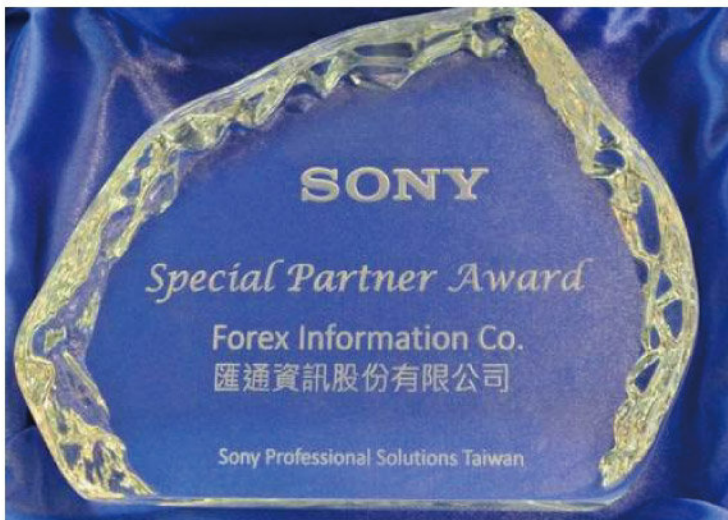 SONY
Special Partner Award
Forex Information Co.
匯通資訊股份有限公司
Sony Professional Solutions Taiwan